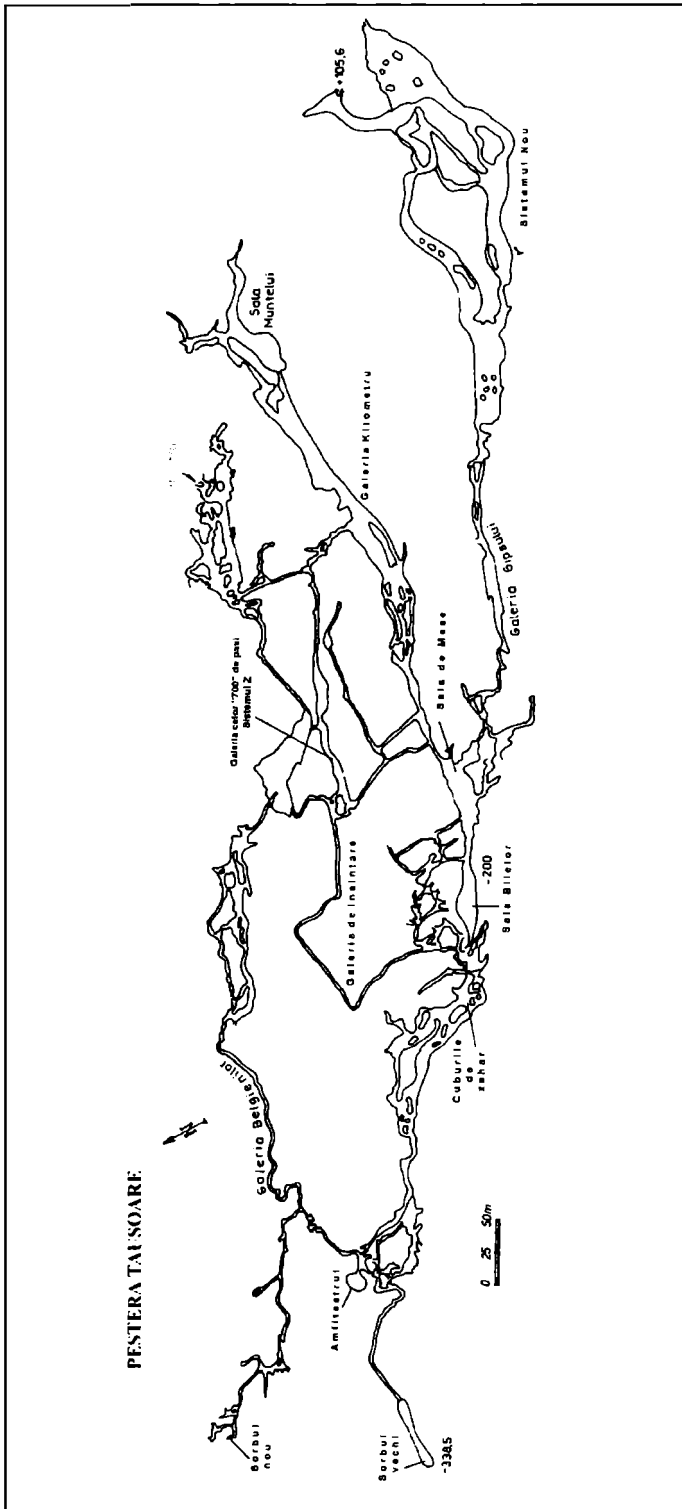 PESTERA TAUSOARE
N
+105,6
Sistemul Nou
Sala
Muntelui
Galeria Kilometru
Galeria Gipsului
Sala de Mese
Galeria celor "700" de pasi
Sistemul 2
Galeria de Inaintare
-200
Sala Bilelor
Cuburile
de
zahar
Galeria Belgienilot
Amfiteatrul
0 25 50m
Sorbul
nou
Sorbul
vechi
-338,5